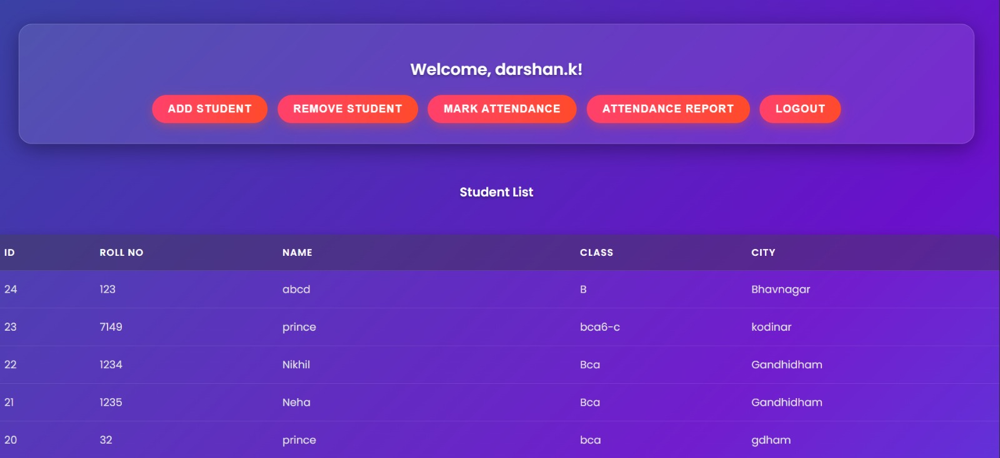 Welcome, darshan.k!
ADD STUDENT REMOVE STUDENT MARK ATTENDANCE ATTENDANCE REPORT LOGOUT
Student List
ID ROLL NO NAME CLASS CITY
24 123 abcd B Bhavnagar
23 7149 prince bca6-c kodinar
22 1234 Nikhil Bca Gandhidham
21 1235 Neha Bca Gandhidham
20 32 prince bca gdham